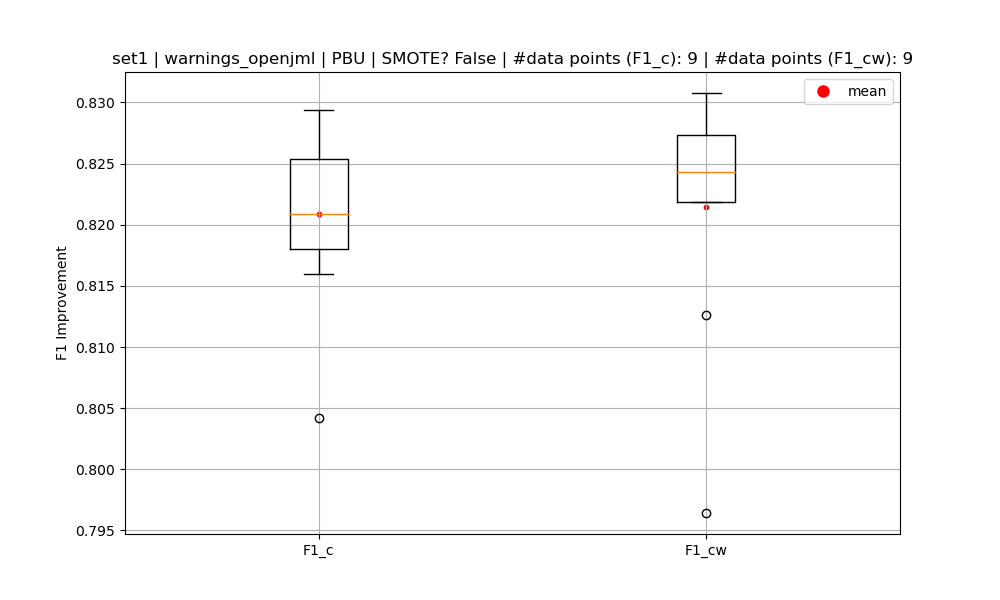 set1 | warnings_openjml | PBU | SMOTE? False | #data points (F1_c): 9 | #data points (F1_cw): 9
mean
0.830
0.825
0.820
0.815
0.810
0.805
0.800
0.795
F1 Improvement
F1_c
F1_cw